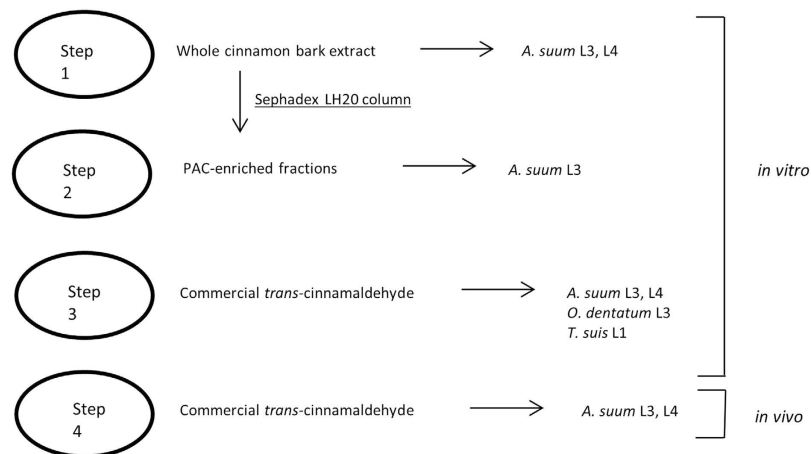 Step
1
Whole cinnamon bark extract
A. suum L3, L4
Sephadex LH20 column
Step
2
PAC-enriched fractions
A. suum L3
in vitro
Step
3
Commercial trans-cinnamaldehyde
A. suum L3, L4
O. dentatum L3
T. suis L1
Step
4
Commercial trans-cinnamaldehyde
A. suum L3, L4
in vivo